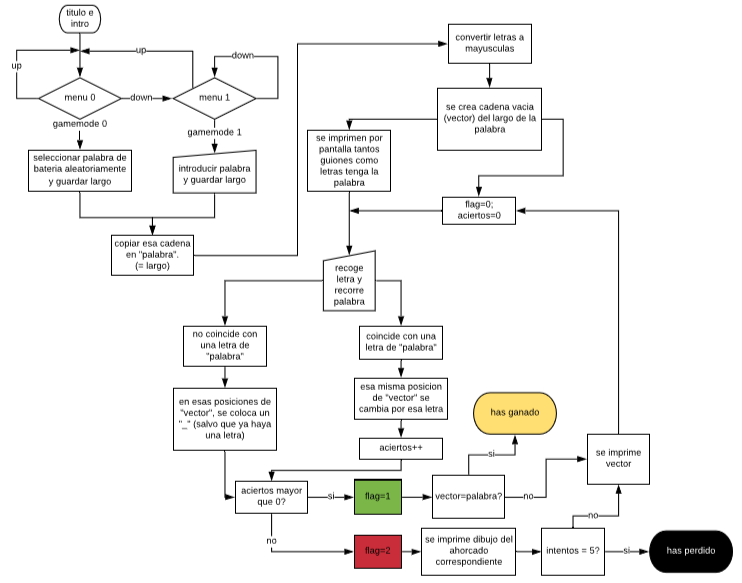 titulo e
intro
up
up
down
menu 0
down
menu 1
gamemode 0
gamemode 1
seleccionar palabra de
bateria aleatoriamente
y guardar largo
introducir palabra
y guardar largo
copiar esa cadena
en "palabra".
(= largo)
convertir letras a
mayusculas
se crea cadena vacia
(vector) del largo de la
palabra
se imprimen por
pantalla tantos
guiones como
letras tenga la
palabra
flag=0;
aciertos=0
recoge
letra y
recorre
palabra
no coincide con
una letra de
"palabra"
coincide con una
letra de "palabra"
en esas posiciones de
"vector", se coloca un
"_" (salvo que ya haya
una letra)
esa misma posicion
de "vector" se
cambia por esa letra
aciertos++
has ganado
se imprime
vector
aciertos mayor
que 0?
si
flag=1
vector=palabra?
si
no
no
flag=2
se imprime dibujo del
ahorcado
correspondiente
intentos = 5?
no
si
has perdido